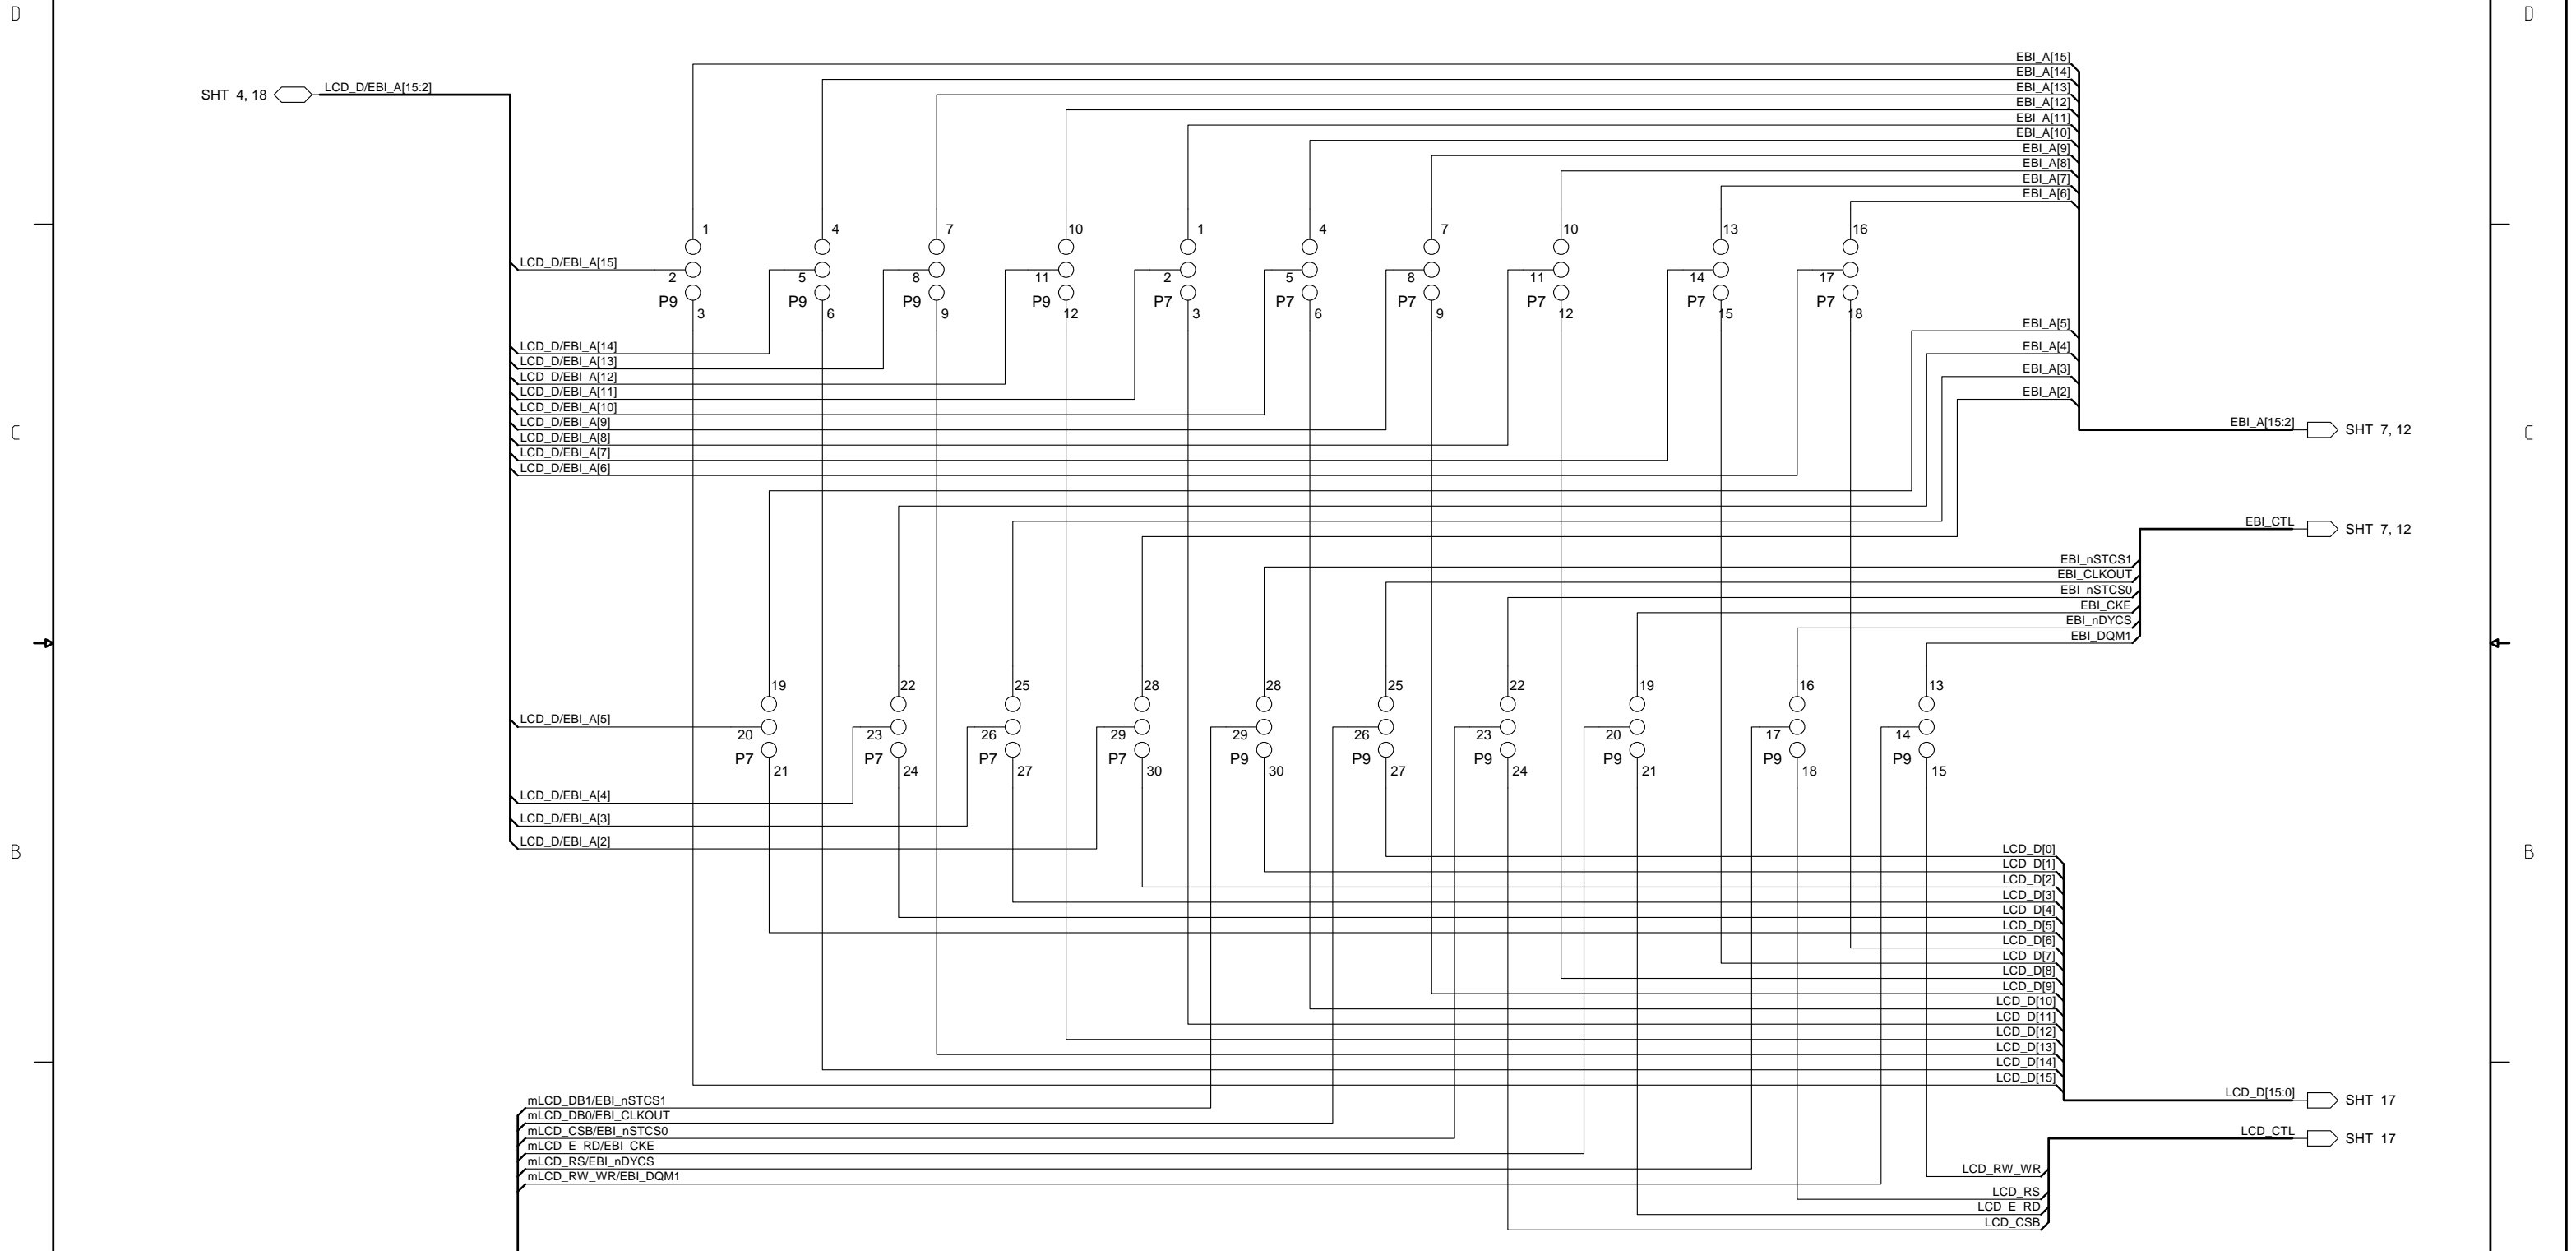 D D
EBI_A[15]
EBI_A[14]
SHT 4, 18 LCD_D/EBI_A[15:2] EBI_A[13]
EBI_A[12]
EBI_A[11]
EBI_A[10]
EBI_A[9]
EBI_A[8]
EBI_A[7]
EBI_A[6]
1 4 7 10 1 4 7 10 13 16
LCD_D/EBI_A[15]
2 5 8 11 2 5 8 11 14 17
P9 P9 P9 P9 P7 P7 P7 P7 P7 P7
3 6 9 12 3 6 9 12 15 18
EBI_A[5]
LCD_D/EBI_A[14] EBI_A[4]
LCD_D/EBI_A[13] EBI_A[3]
LCD_D/EBI_A[12]
LCD_D/EBI_A[11] EBI_A[2]
LCD_D/EBI_A[10]
LCD_D/EBI_A[9] EBI_A[15:2] SHT 7, 12
C C
LCD_D/EBI_A[8]
LCD_D/EBI_A[7]
LCD_D/EBI_A[6]
EBI_CTL SHT 7, 12
EBI_nSTCS1
EBI_CLKOUT
EBI_nSTCS0
EBI_CKE
EBI_nDYCS
EBI_DQM1
19 22 25 28 28 25 22 19 16 13
LCD_D/EBI_A[5]
20 23 26 29 29 26 23 20 17 14
P7 P7 P7 P7 P9 P9 P9 P9 P9 P9
21 24 27 30 30 27 24 21 18 15
LCD_D/EBI_A[4]
LCD_D/EBI_A[3]
LCD_D/EBI_A[2]
B B
LCD_D[0]
LCD_D[1]
LCD_D[2]
LCD_D[3]
LCD_D[4]
LCD_D[5]
LCD_D[6]
LCD_D[7]
LCD_D[8]
LCD_D[9]
LCD_D[10]
LCD_D[11]
LCD_D[12]
LCD_D[13]
LCD_D[14]
LCD_D[15]
LCD_D[15:0] SHT 17
mLCD_DB1/EBI_nSTCS1
mLCD_DB0/EBI_CLKOUT
mLCD_CSB/EBI_nSTCS0 LCD_CTL SHT 17
mLCD_E_RD/EBI_CKE
mLCD_RS/EBI_nDYCS
LCD_RW_WR
mLCD_RW_WR/EBI_DQM1
LCD_RS
LCD_E_RD
LCD_CSB